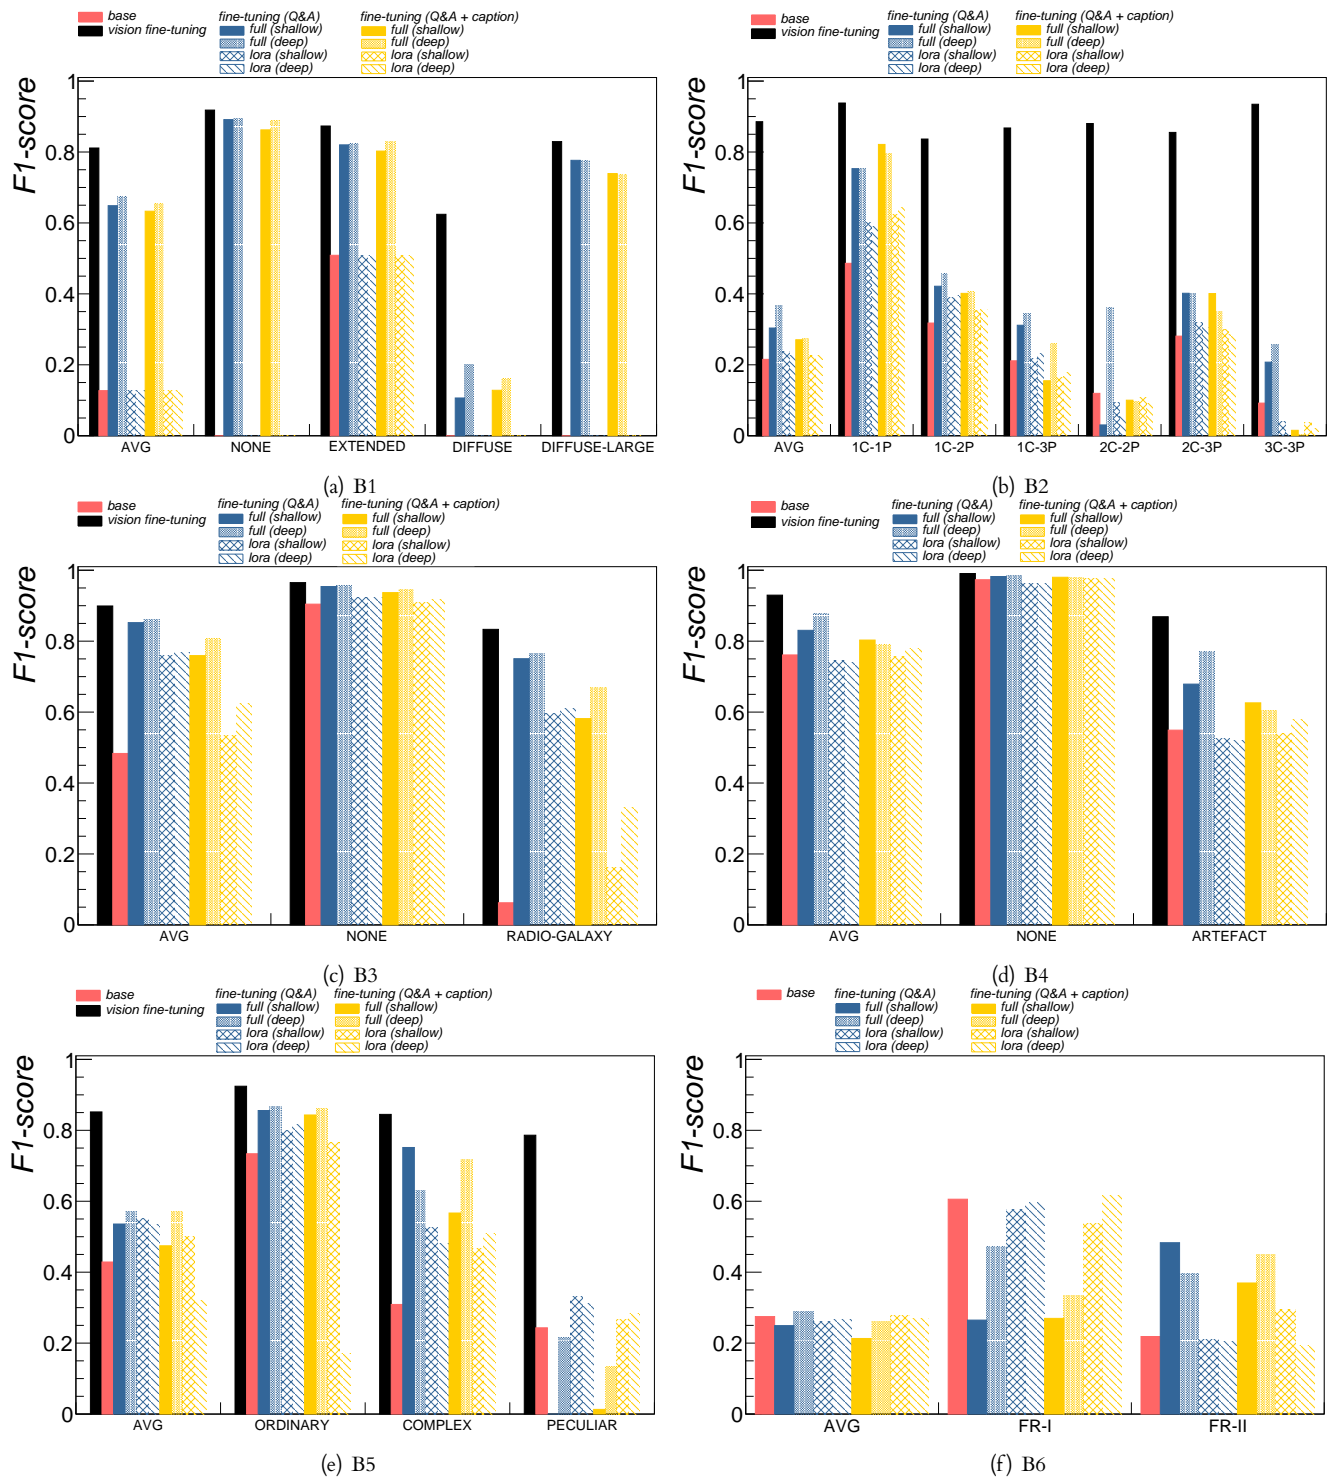 base
vision fine-tuning
fine-tuning (Q&A)
full (shallow)
full (deep)
lora (shallow)
lora (deep)
fine-tuning (Q&A + caption)
full (shallow)
full (deep)
lora (shallow)
lora (deep)
F1-score
1
0.8
0.6
0.4
0.2
0
AVG NONE EXTENDED DIFFUSE DIFFUSE-LARGE
(a) B1
base
vision fine-tuning
fine-tuning (Q&A)
full (shallow)
full (deep)
lora (shallow)
lora (deep)
fine-tuning (Q&A + caption)
full (shallow)
full (deep)
lora (shallow)
lora (deep)
F1-score
1
0.8
0.6
0.4
0.2
0
AVG 1C-1P 1C-2P 1C-3P 2C-2P 2C-3P 3C-3P
(b) B2
base
vision fine-tuning
fine-tuning (Q&A)
full (shallow)
full (deep)
lora (shallow)
lora (deep)
fine-tuning (Q&A + caption)
full (shallow)
full (deep)
lora (shallow)
lora (deep)
F1-score
1
0.8
0.6
0.4
0.2
0
AVG NONE RADIO-GALAXY
(c) B3
base
vision fine-tuning
fine-tuning (Q&A)
full (shallow)
full (deep)
lora (shallow)
lora (deep)
fine-tuning (Q&A + caption)
full (shallow)
full (deep)
lora (shallow)
lora (deep)
F1-score
1
0.8
0.6
0.4
0.2
0
AVG NONE ARTEFACT
(d) B4
base
vision fine-tuning
fine-tuning (Q&A)
full (shallow)
full (deep)
lora (shallow)
lora (deep)
fine-tuning (Q&A + caption)
full (shallow)
full (deep)
lora (shallow)
lora (deep)
F1-score
1
0.8
0.6
0.4
0.2
0
AVG ORDINARY COMPLEX PECULIAR
(e) B5
base
fine-tuning (Q&A)
full (shallow)
full (deep)
lora (shallow)
lora (deep)
fine-tuning (Q&A + caption)
full (shallow)
full (deep)
lora (shallow)
lora (deep)
F1-score
1
0.8
0.6
0.4
0.2
0
AVG FR-I FR-II
(f) B6